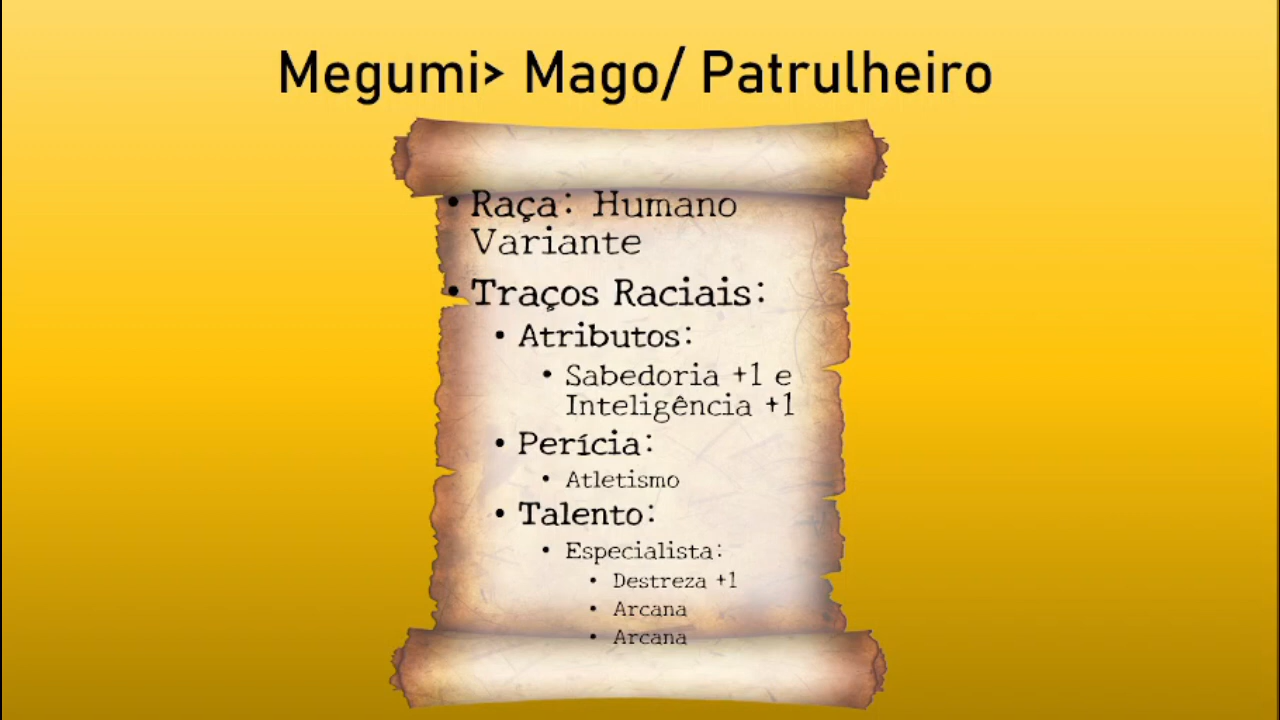 Megumi> Mago/ Patrulheiro
• Raça: Humano
Variante
• Traços Raciais:
• Atributos:
• Sabedoria +1 e
Inteligência +1
• Perícia:
• Atletismo
• Talento:
• Especialista:
• Destreza +1
• Arcana
• Arcana